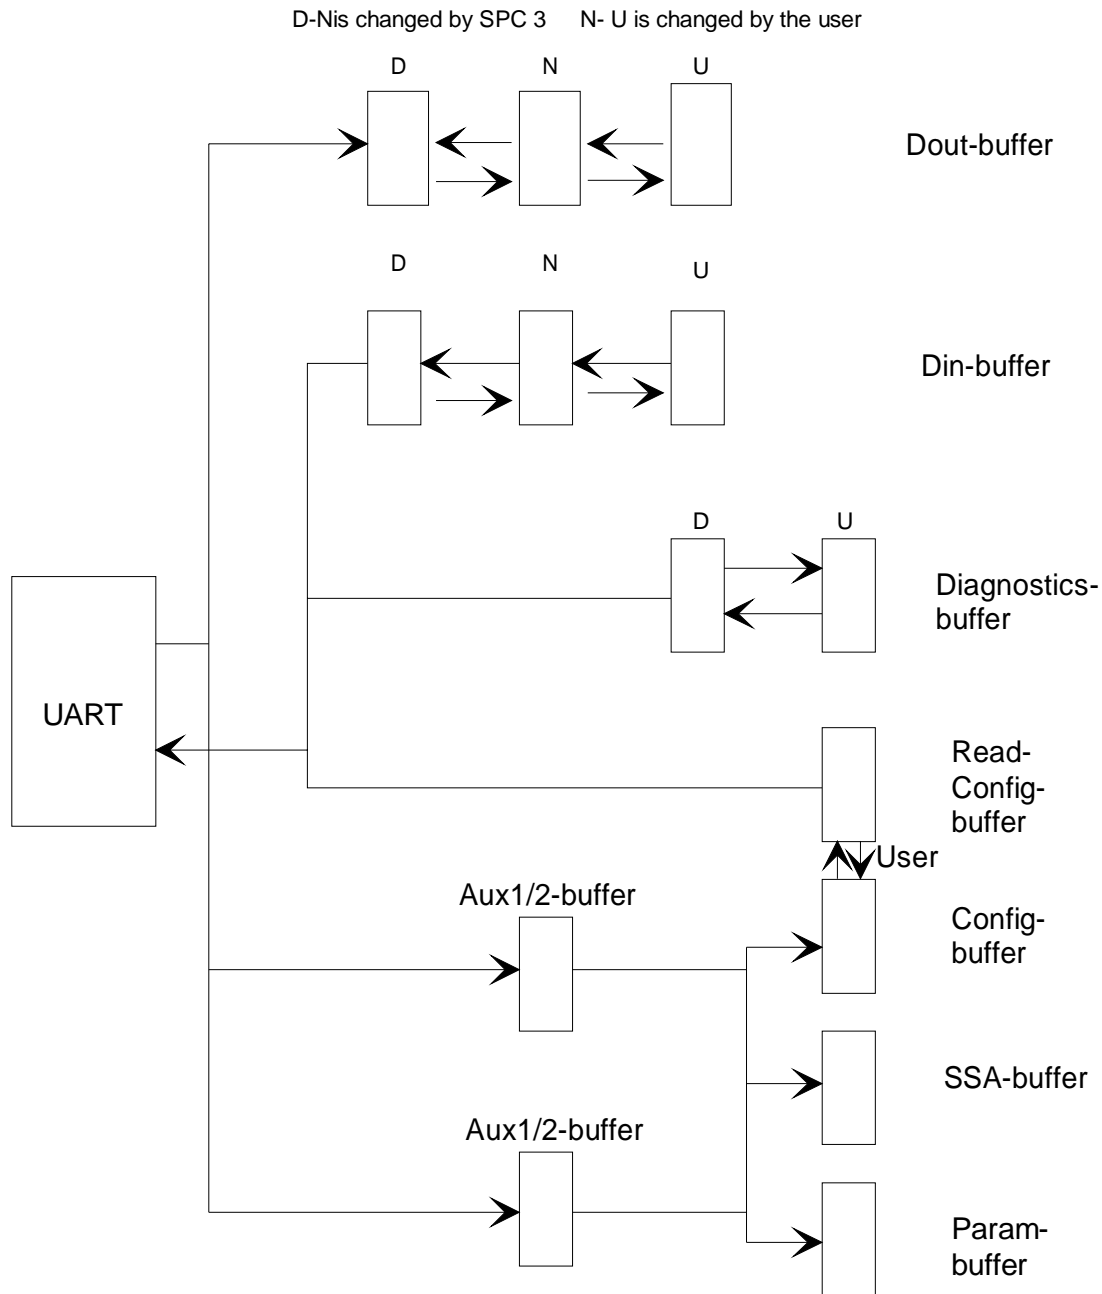 D-Nis changed by SPC 3 N- U is changed by the user
D N U
Dout-buffer
D N U
Din-buffer
D U
Diagnostics-
buffer
UART
Read-
Config-
buffer
User
Aux1/2-buffer
Config-
buffer
SSA-buffer
Aux1/2-buffer
Param-
buffer